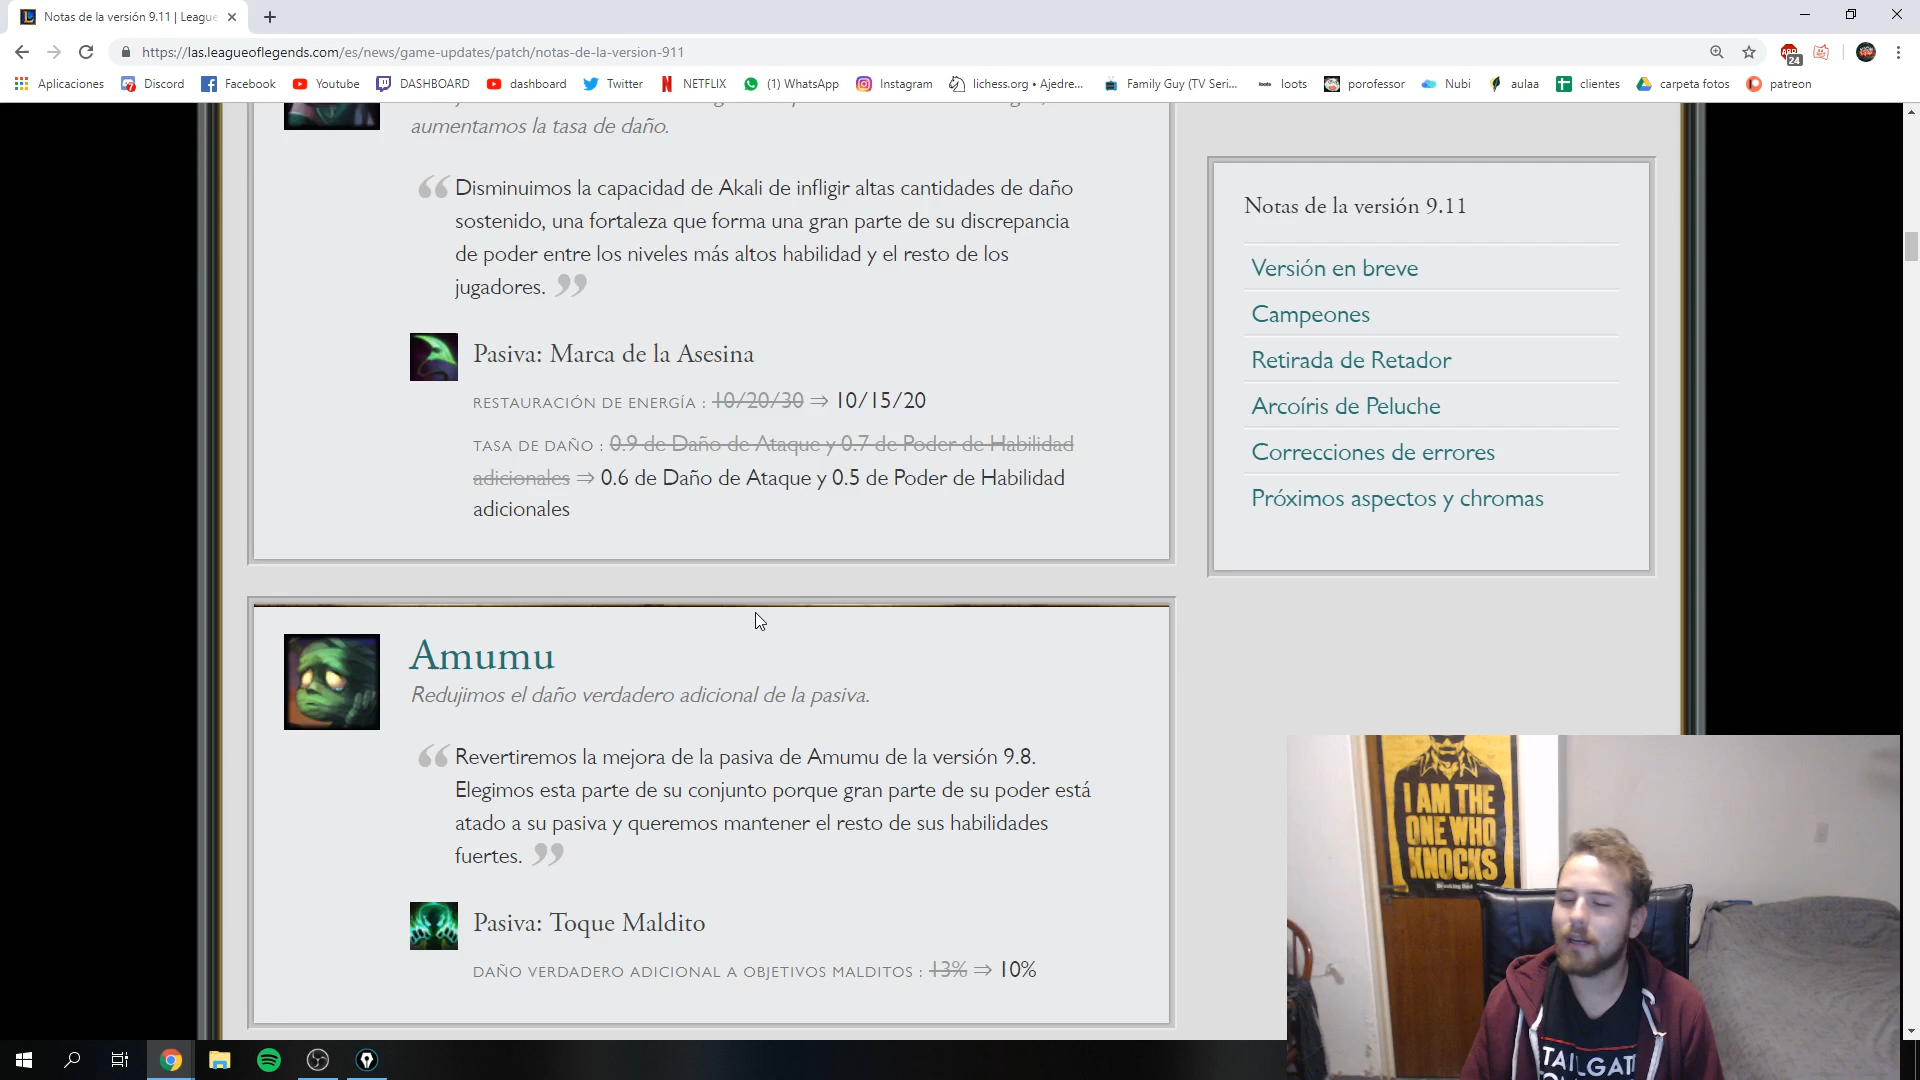 Notas de la versión 9.11 | League
https://las.leagueoflegends.com/es/news/game-updates/patch/notas-de-la-version-911
24
Aplicaciones
Discord
Facebook
Youtube
DASHBOARD
dashboard
Twitter
NETFLIX
(1) WhatsApp
Instagram
lichess.org • Ajedre...
Family Guy (TV Seri...
loots
porofessor
Nubi
aulaa
clientes
carpeta fotos
patreon
aumentamos la tasa de daño.
“ Disminuimos la capacidad de Akali de infligir altas cantidades de daño
sostenido, una fortaleza que forma una gran parte de su discrepancia
de poder entre los niveles más altos habilidad y el resto de los
jugadores. ”
Pasiva: Marca de la Asesina
RESTAURACIÓN DE ENERGÍA : 10/20/30 ⇒ 10/15/20
TASA DE DAÑO : 0.9 de Daño de Ataque y 0.7 de Poder de Habilidad
adicionales ⇒ 0.6 de Daño de Ataque y 0.5 de Poder de Habilidad
adicionales
Amumu
Redujimos el daño verdadero adicional de la pasiva.
“ Revertiremos la mejora de la pasiva de Amumu de la versión 9.8.
Elegimos esta parte de su conjunto porque gran parte de su poder está
atado a su pasiva y queremos mantener el resto de sus habilidades
fuertes. ”
Pasiva: Toque Maldito
DAÑO VERDADERO ADICIONAL A OBJETIVOS MALDITOS : 13% ⇒ 10%
Notas de la versión 9.11
Versión en breve
Campeones
Retirada de Retador
Arcoíris de Peluche
Correcciones de errores
Próximos aspectos y chromas
I AM THE
ONE WHO
KNOCKS
Breaking Bad